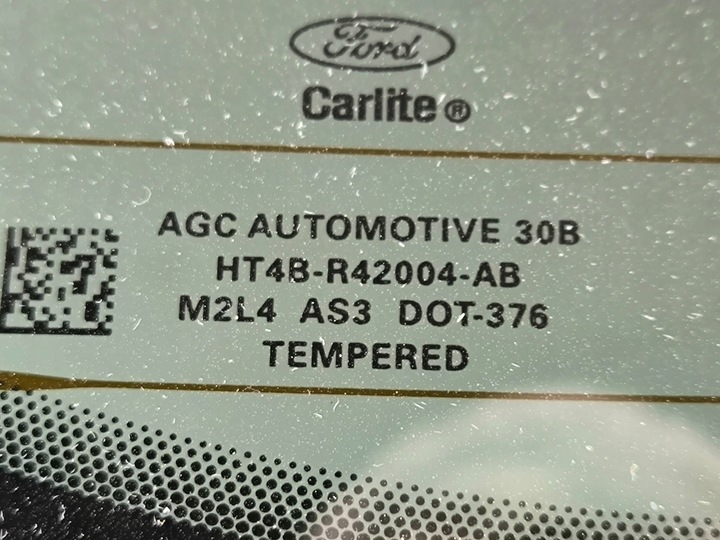 Ford
Carlite®
AGC AUTOMOTIVE 30B
HT4B-R42004-AB
M2L4 AS3 DOT-376
TEMPERED